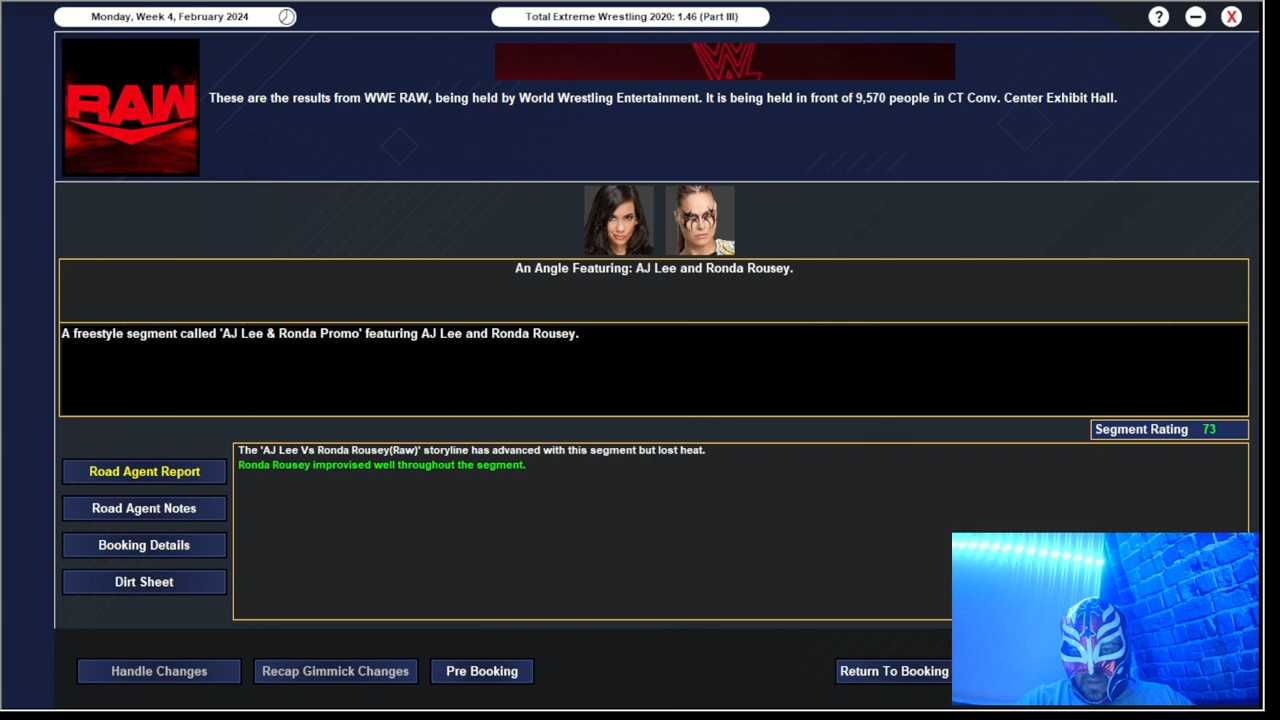 Monday, Week 4, February 2024
Total Extreme Wrestling 2020: 1.46 (Part III)
?
X
RAW
These are the results from WWE RAW, being held by World Wrestling Entertainment. It is being held in front of 9,570 people in CT Conv. Center Exhibit Hall.
An Angle Featuring: AJ Lee and Ronda Rousey.
A freestyle segment called 'AJ Lee & Ronda Promo' featuring AJ Lee and Ronda Rousey.
Segment Rating 73
The 'AJ Lee Vs Ronda Rousey(Raw)' storyline has advanced with this segment but lost heat.
Ronda Rousey improvised well throughout the segment.
Road Agent Report
Road Agent Notes
Booking Details
Dirt Sheet
Handle Changes
Recap Gimmick Changes
Pre Booking
Return To Booking